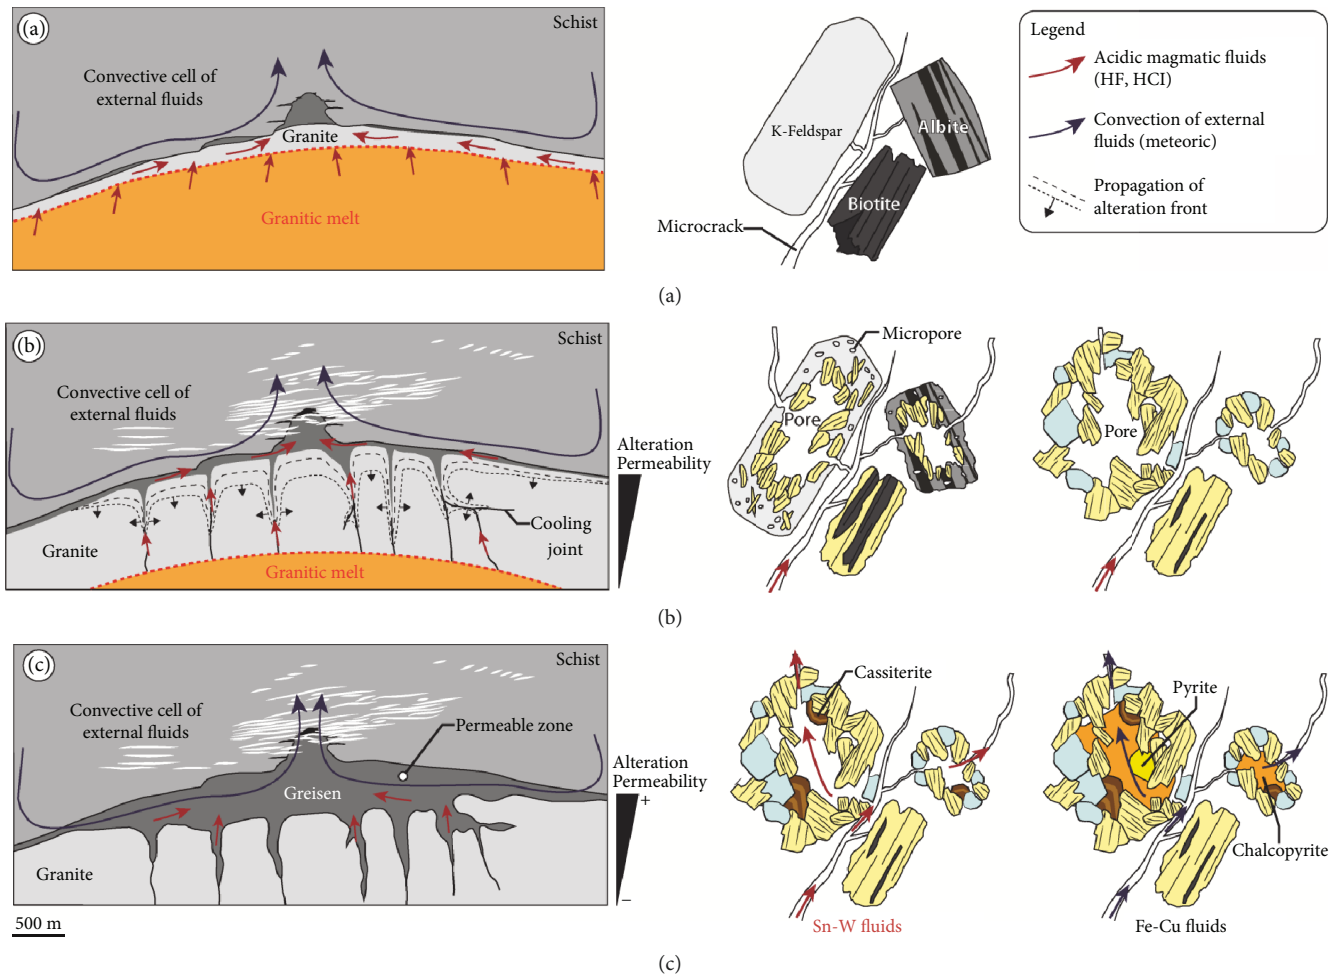 (a)
Schist
Convective cell of
external fluids
Granite
Granitic melt
K-Feldspar
Albite
Biotite
Microcrack
Legend
Acidic magmatic fluids
(HF, HCI)
Convection of external
fluids (meteoric)
Propagation of
alteration front
(a)
(b)
Schist
Convective cell of
external fluids
Cooling
joint
Granite
Granitic melt
Alteration
Permeability
Micropore
Pore
Pore
(b)
(c)
Schist
Convective cell of
external fluids
Permeable zone
Greisen
Granite
500 m
Alteration
Permeability
+
–
Cassiterite
Sn-W fluids
Pyrite
Chalcopyrite
Fe-Cu fluids
(c)